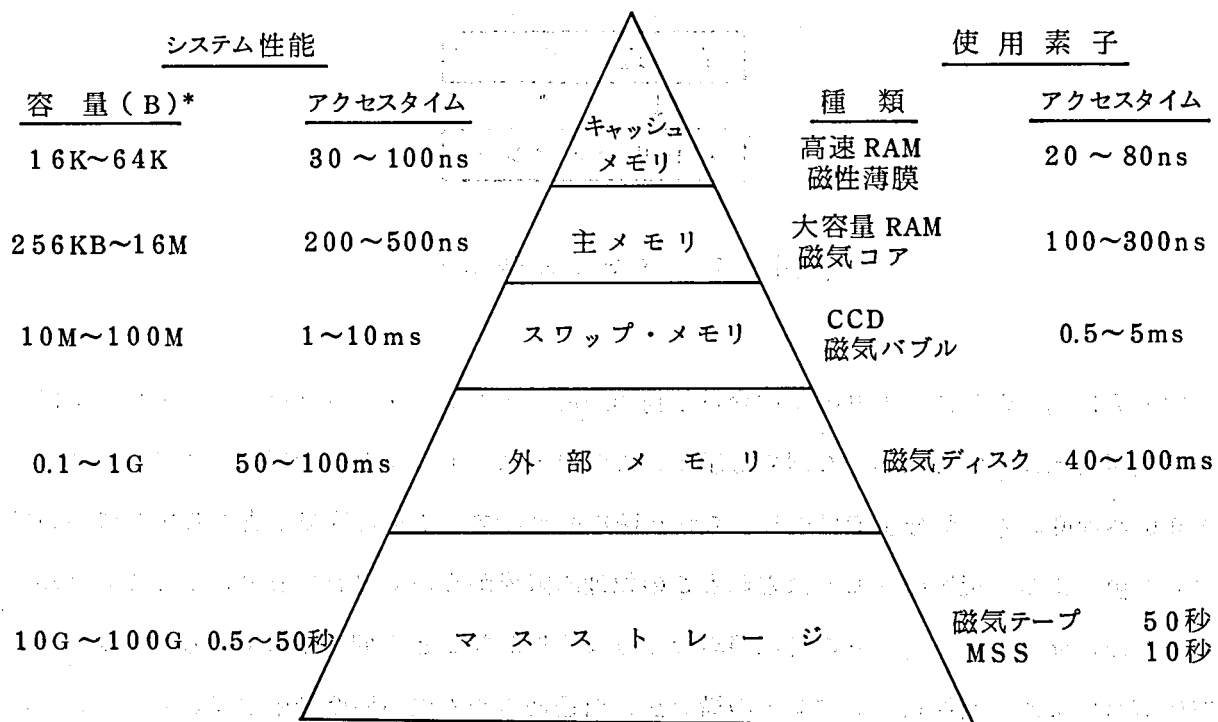 システム性能
使用素子
容量(B)*
アクセスタイム
種類
アクセスタイム
16K~64K
30~100ns
キャッシュ
メモリ
高速RAM
磁性薄膜
20~80ns
256KB~16M
200~500ns
主メモリ
大容量RAM
磁気コア
100~300ns
10M~100M
1~10ms
スワップ・メモリ
CCD
磁気バブル
0.5~5ms
0.1~1G
50~100ms
外部メモリ
磁気ディスク
40~100ms
10G~100G
0.5~50秒
マスストレージ
磁気テープ 50秒
MSS 10秒